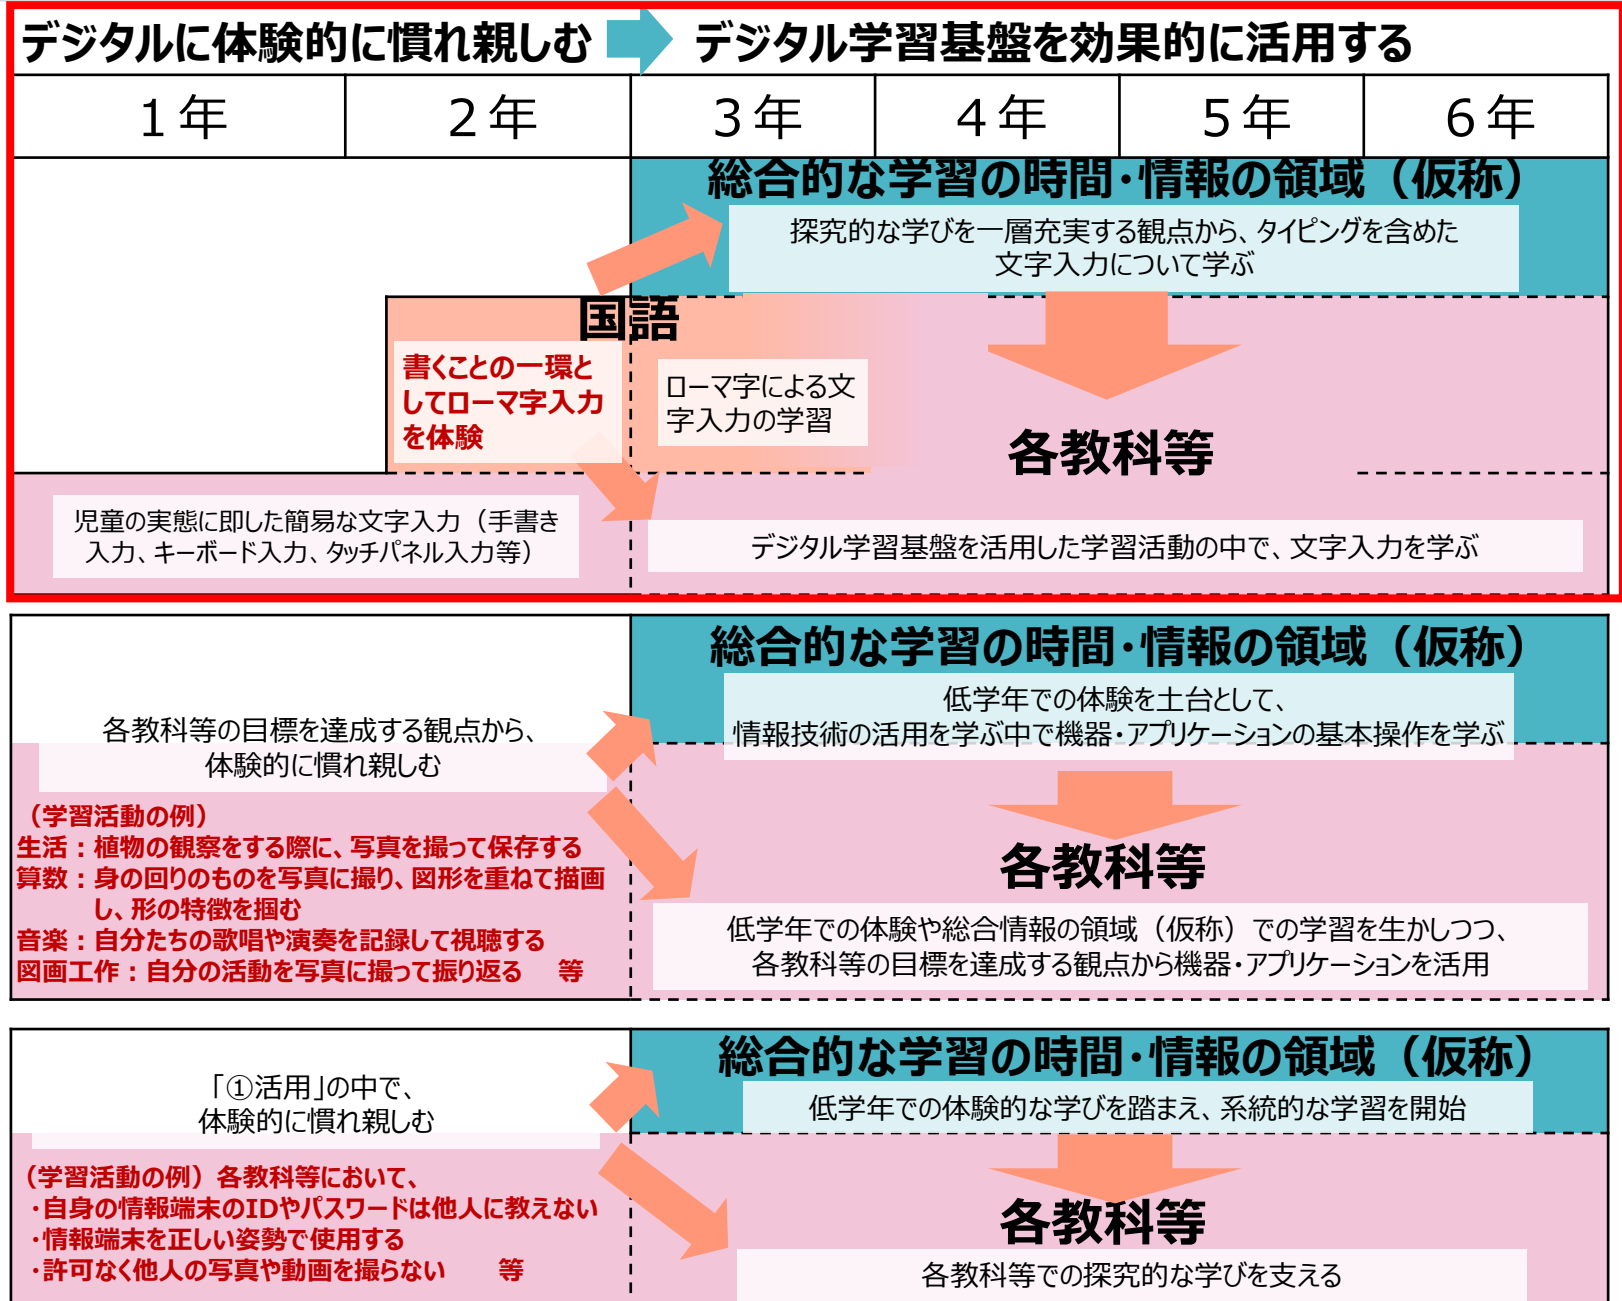 デジタルに体験的に慣れ親しむ
デジタル学習基盤を効果的に活用する
1年
2年
3年
4年
5年
6年
総合的な学習の時間・情報の領域（仮称）
探究的な学びを一層充実する観点から、タイピングを含めた
文字入力について学ぶ
国語
書くことの一環と
してローマ字入力
を体験
ローマ字による文
字入力の学習
各教科等
児童の実態に即した簡易な文字入力（手書き
入力、キーボード入力、タッチパネル入力等）
デジタル学習基盤を活用した学習活動の中で、文字入力を学ぶ
総合的な学習の時間・情報の領域（仮称）
低学年での体験を土台として、
情報技術の活用を学ぶ中で機器・アプリケーションの基本操作を学ぶ
各教科等の目標を達成する観点から、
体験的に慣れ親しむ
（学習活動の例）
生活：植物の観察をする際に、写真を撮って保存する
算数：身の回りのものを写真に撮り、図形を重ねて描画
し、形の特徴を掴む
音楽：自分たちの歌唱や演奏を記録して視聴する
図画工作：自分の活動を写真に撮って振り返る　等
各教科等
低学年での体験や総合情報の領域（仮称）での学習を生かしつつ、
各教科等の目標を達成する観点から機器・アプリケーションを活用
総合的な学習の時間・情報の領域（仮称）
低学年での体験的な学びを踏まえ、系統的な学習を開始
「①活用」の中で、
体験的に慣れ親しむ
（学習活動の例）各教科等において、
・自身の情報端末のIDやパスワードは他人に教えない
・情報端末を正しい姿勢で使用する
・許可なく他人の写真や動画を撮らない　等
各教科等
各教科等での探究的な学びを支える